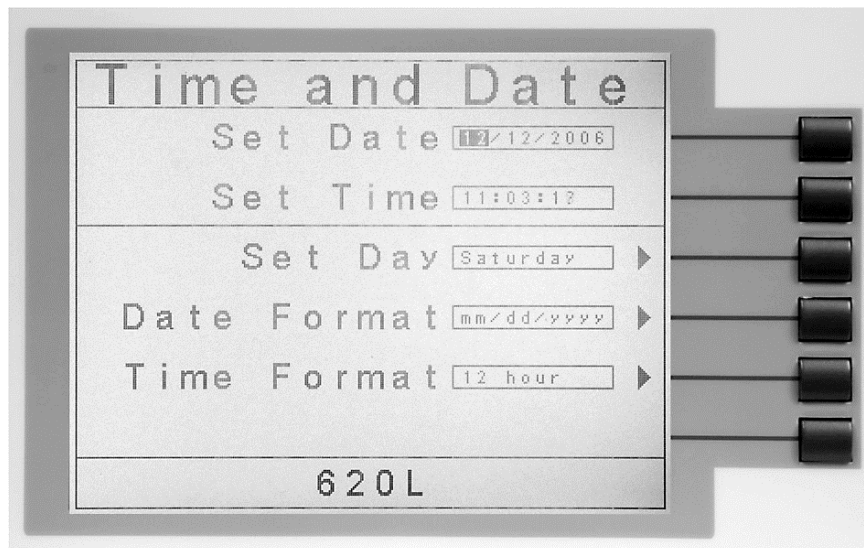 Time and Date
Set Date 12/12/2006
Set Time
Set Day Saturday
Date Format mm/dd/yyyy
Time Format 12 hour
620L